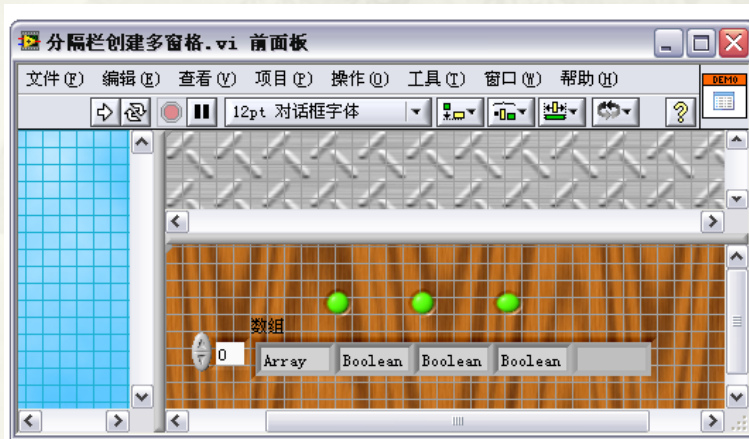 分隔栏创建多窗格.vi 前面板
文件(F) 编辑(E) 查看(V) 项目(P) 操作(O) 工具(T) 窗口(W) 帮助(H)
DEMO
12pt 对话框字体
?
数组
0 Array Boolean Boolean Boolean